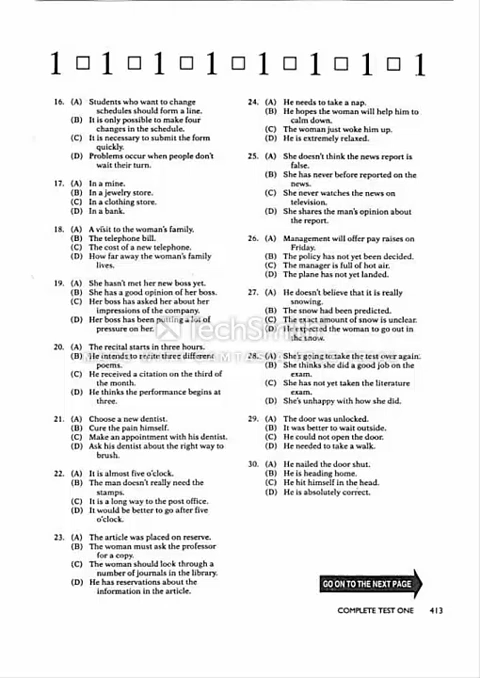 1 □ 1 □ 1 □ 1 □ 1 □ 1 □ 1 □ 1
16. (A) Students who want to change
schedules should form a line.
(B) It is only possible to make four
changes in the schedule.
(C) It is necessary to submit the form
quickly.
(D) Problems occur when people don't
wait their turn.
17. (A) In a mine.
(B) In a jewelry store.
(C) In a clothing store.
(D) In a bank.
18. (A) A visit to the woman's family.
(B) The telephone bill.
(C) The cost of a new telephone.
(D) How far away the woman's family
lives.
19. (A) She hasn't met her new boss yet.
(B) She has a good opinion of her boss.
(C) Her boss has asked her about her
impressions of the company.
(D) Her boss has been putting a lot of
pressure on her.
20. (A) The recital starts in three hours.
(B) He intends to recite three different
poems.
(C) He received a citation on the third of
the month.
(D) He thinks the performance begins at
three.
21. (A) Choose a new dentist.
(B) Cure the pain himself.
(C) Make an appointment with his dentist.
(D) Ask his dentist about the right way to
brush.
22. (A) It is almost five o'clock.
(B) The man doesn't really need the
stamps.
(C) It is a long way to the post office.
(D) It would be better to go after five
o'clock.
23. (A) The article was placed on reserve.
(B) The woman must ask the professor
for a copy.
(C) The woman should look through a
number of journals in the library.
(D) He has reservations about the
information in the article.
24. (A) He needs to take a nap.
(B) He hopes the woman will help him to
calm down.
(C) The woman just woke him up.
(D) He is extremely relaxed.
25. (A) She doesn't think the news report is
false.
(B) She has never before reported on the
news.
(C) She never watches the news on
television.
(D) She shares the man's opinion about
the report.
26. (A) Management will offer pay raises on
Friday.
(B) The policy has not yet been decided.
(C) The manager is full of hot air.
(D) The plane has not yet landed.
27. (A) He doesn't believe that it is really
snowing.
(B) The snow had been predicted.
(C) The exact amount of snow is unclear.
(D) He the woman to go out in
the snow.
28. (A) She's going to take the test over again.
(B) She thinks she did a good job on the
exam.
(C) She has not yet taken the literature
exam.
(D) She's unhappy with how she did.
29. (A) The door was unlocked.
(B) It was better to wait outside.
(C) He could not open the door.
(D) He needed to take a walk.
30. (A) He nailed the door shut.
(B) He is heading home.
(C) He hit himself in the head.
(D) He is absolutely correct.
TechSmith
GO ON TO THE NEXT PAGE
COMPLETE TEST ONE 413